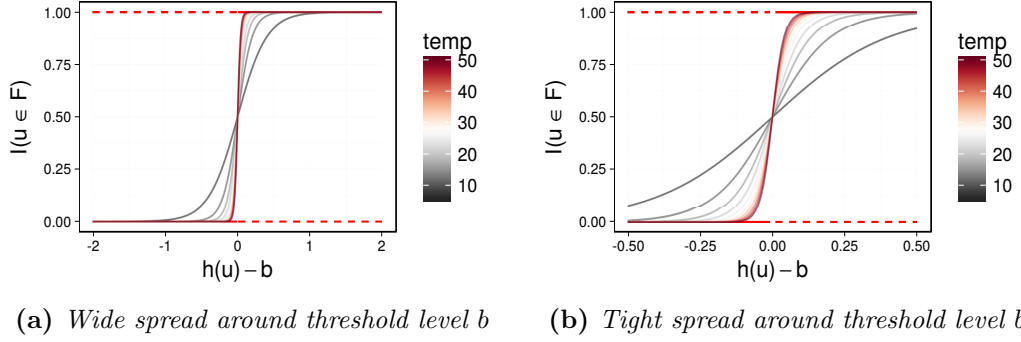 1.00
0.75
0.50
0.25
0.00
I(u ∈ F)
-2 -1 0 1 2
h(u) − b
temp
50
40
30
20
10
1.00
0.75
0.50
0.25
0.00
I(u ∈ F)
-0.50 -0.25 0.00 0.25 0.50
h(u) − b
temp
50
40
30
20
10
(a) Wide spread around threshold level b
(b) Tight spread around threshold level b